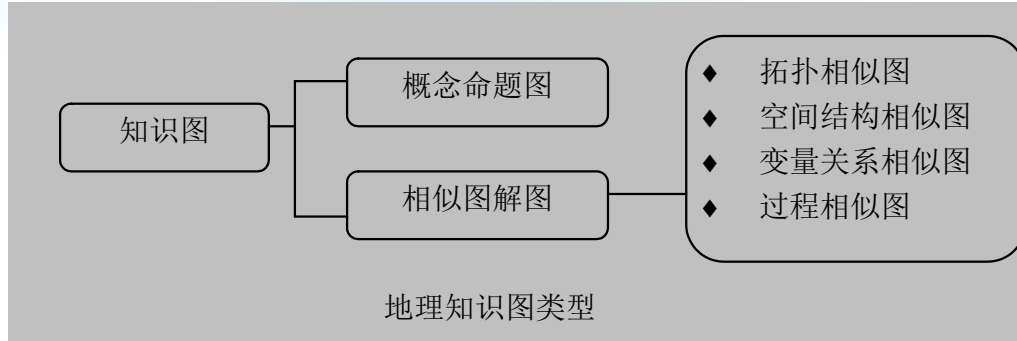 知识图
概念命题图
相似图解图
♦ 拓扑相似图
♦ 空间结构相似图
♦ 变量关系相似图
♦ 过程相似图
地理知识图类型